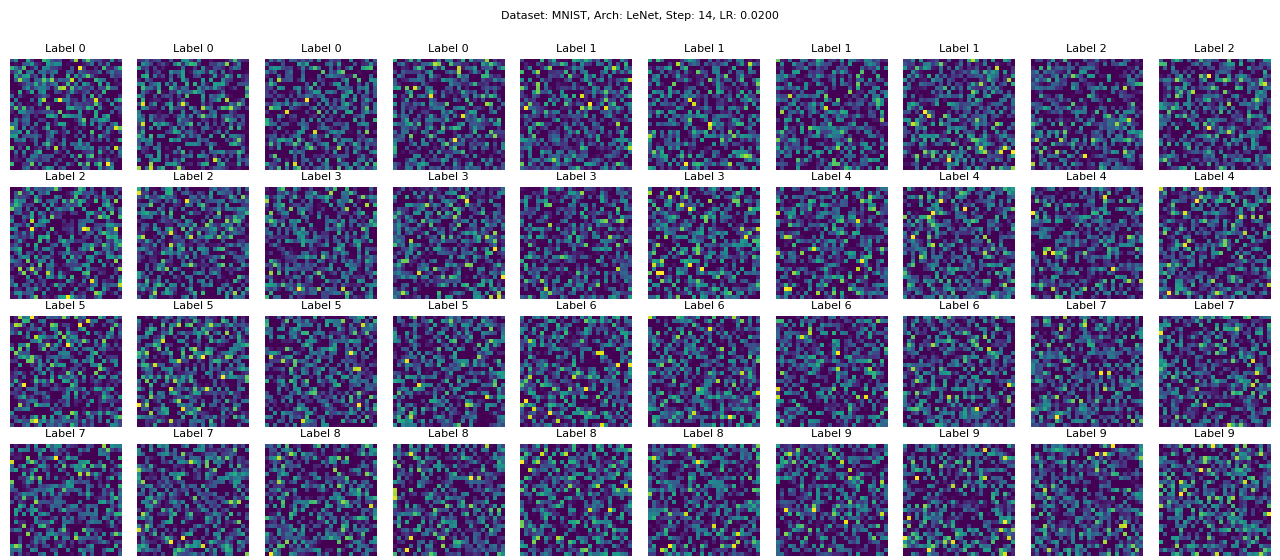 Dataset: MNIST, Arch: LeNet, Step: 14, LR: 0.0200
Label 0 Label 0 Label 0 Label 0 Label 1 Label 1 Label 1 Label 1 Label 2 Label 2
Label 2 Label 2 Label 3 Label 3 Label 3 Label 3 Label 4 Label 4 Label 4 Label 4
Label 5 Label 5 Label 5 Label 5 Label 6 Label 6 Label 6 Label 6 Label 7 Label 7
Label 7 Label 7 Label 8 Label 8 Label 8 Label 8 Label 9 Label 9 Label 9 Label 9